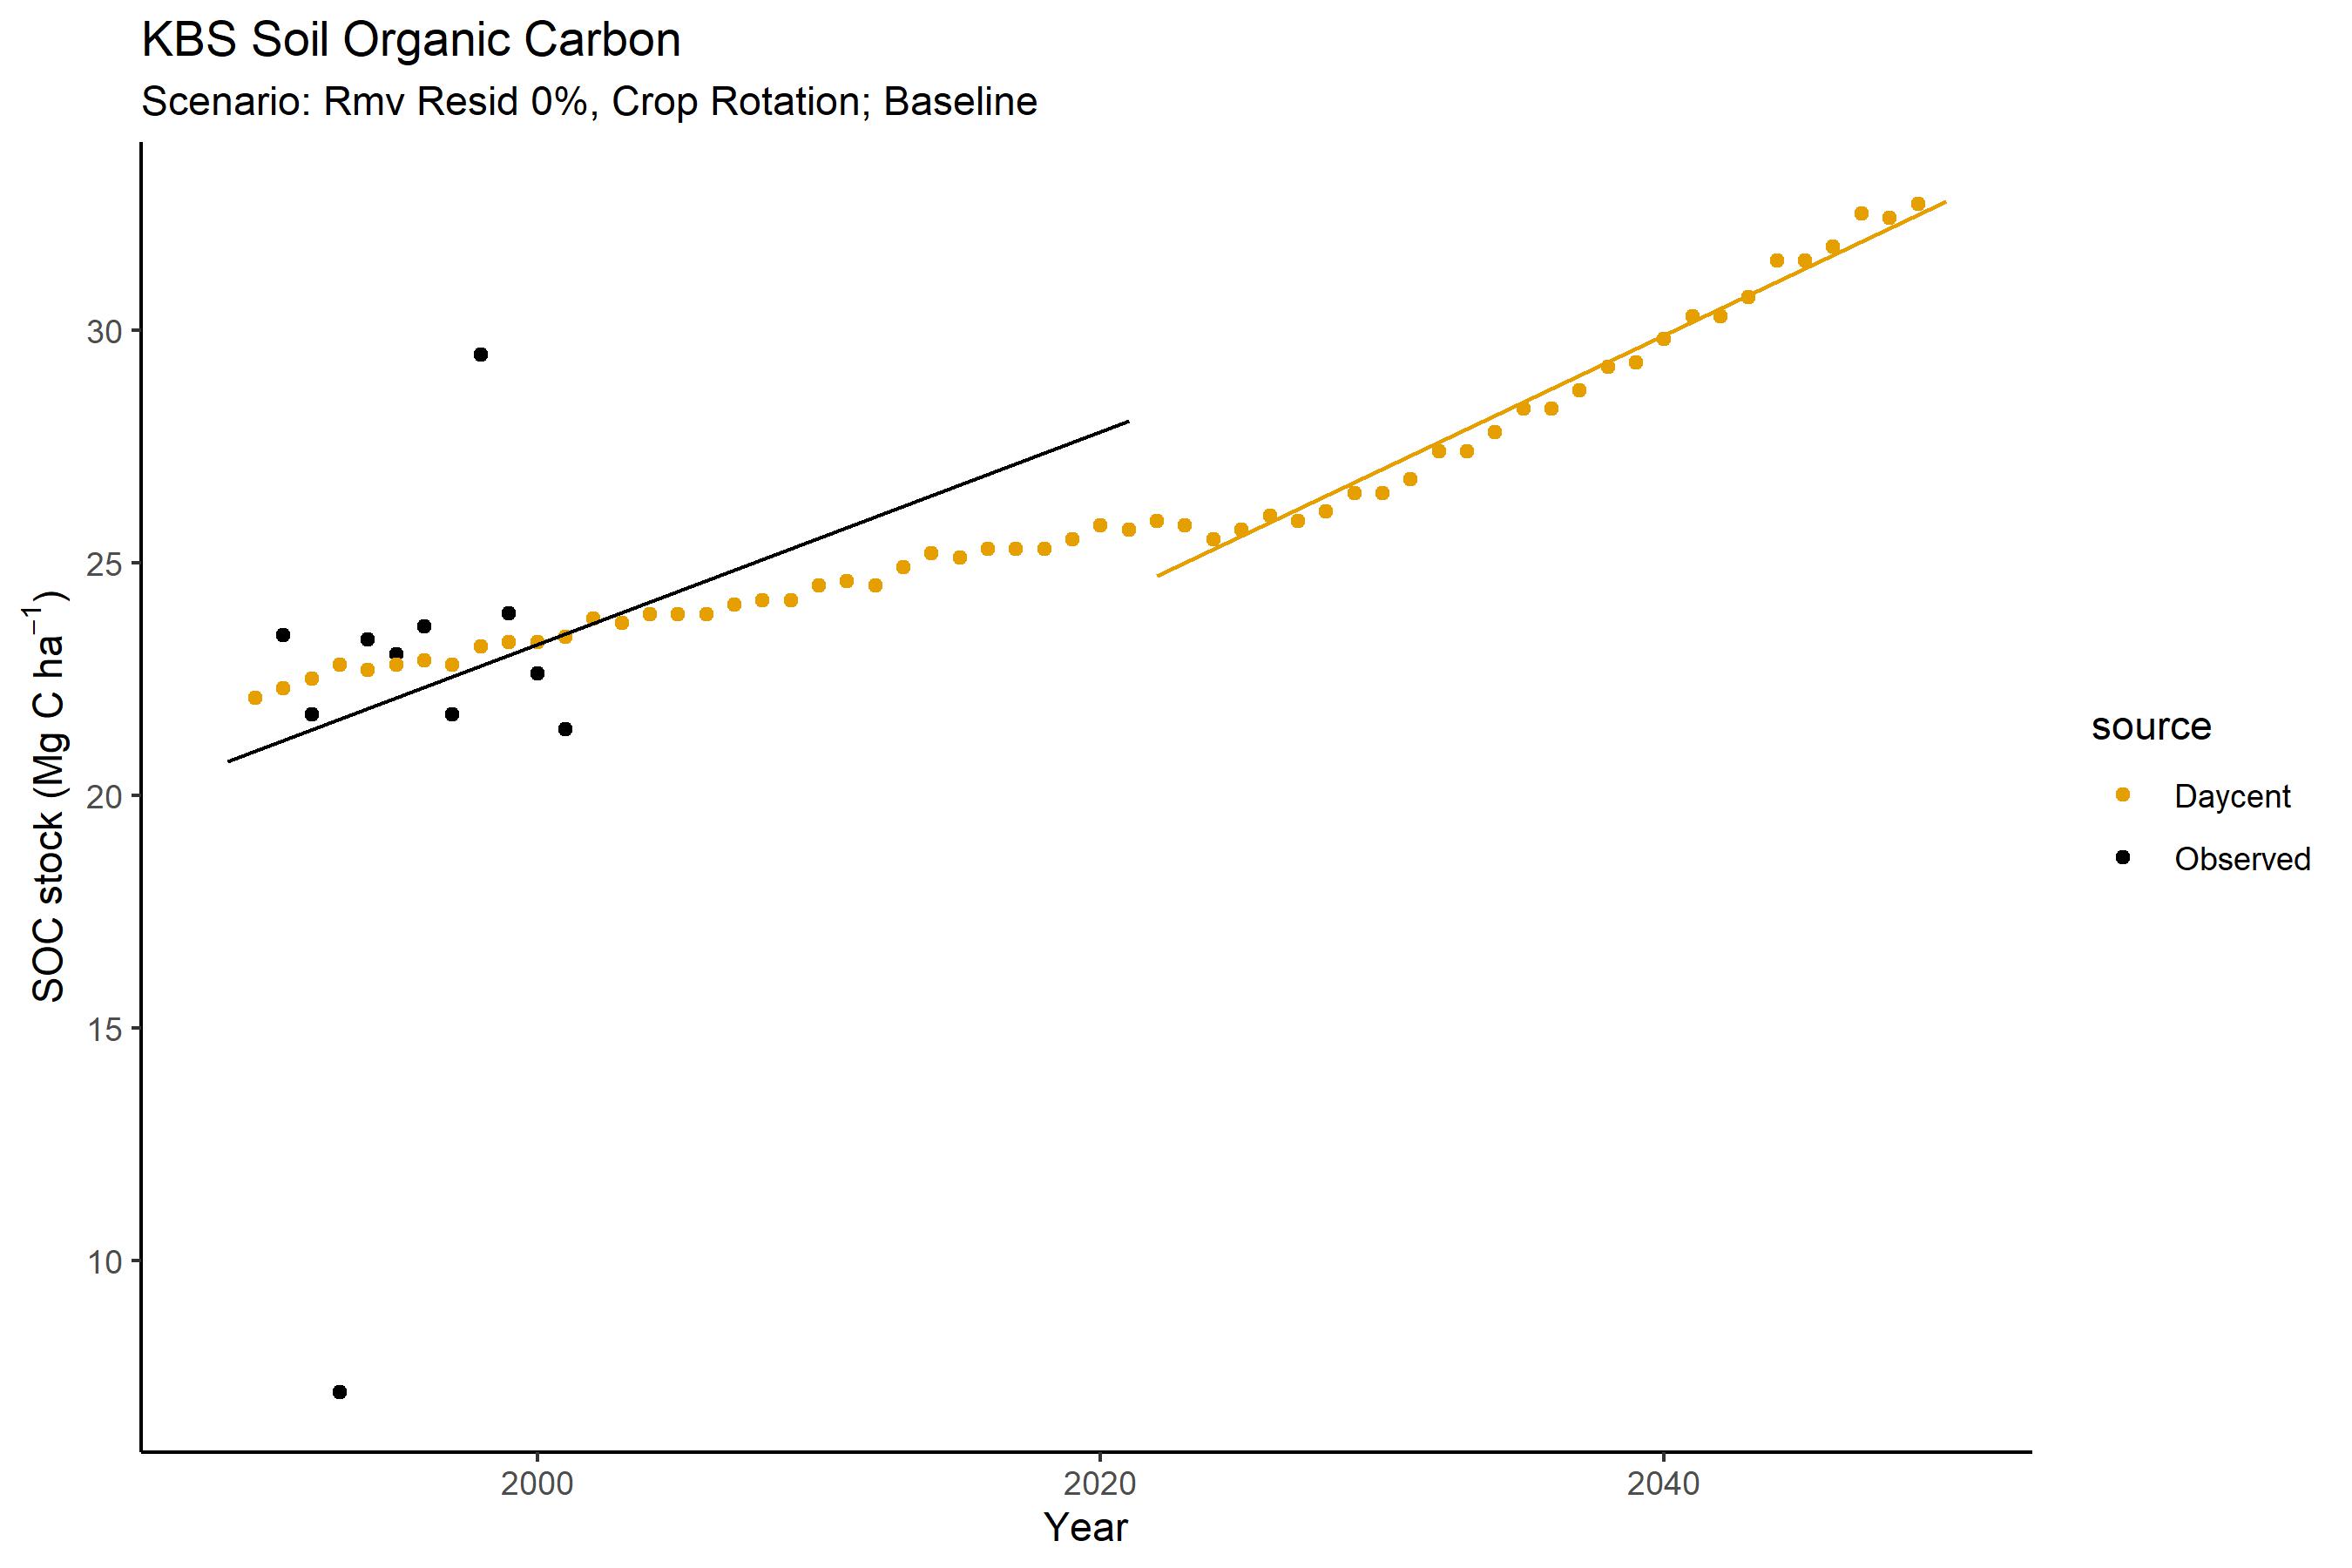 KBS Soil Organic Carbon
Scenario: Rmv Resid 0%, Crop Rotation; Baseline
SOC stock (Mg C ha⁻¹)
30
25
20
15
10
2000
2020
2040
Year
source
Daycent
Observed